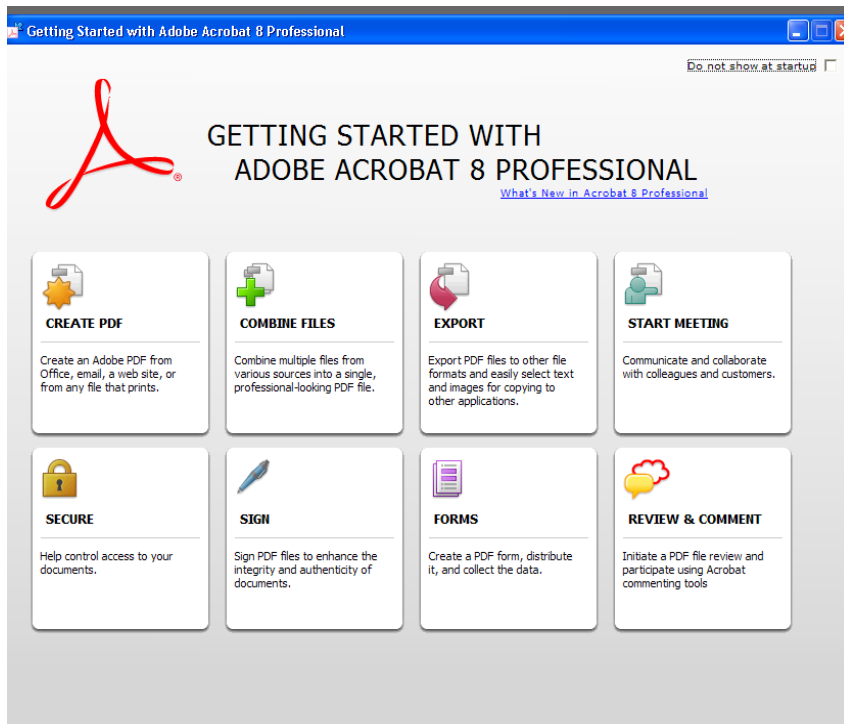 Getting Started with Adobe Acrobat 8 Professional
Do not show at startup
GETTING STARTED WITH
ADOBE ACROBAT 8 PROFESSIONAL
What's New in Acrobat 8 Professional
CREATE PDF
Create an Adobe PDF from
Office, email, a web site, or
from any file that prints.
COMBINE FILES
Combine multiple files from
various sources into a single,
professional-looking PDF file.
EXPORT
Export PDF files to other file
formats and easily select text
and images for copying to
other applications.
START MEETING
Communicate and collaborate
with colleagues and customers.
SECURE
Help control access to your
documents.
SIGN
Sign PDF files to enhance the
integrity and authenticity of
documents.
FORMS
Create a PDF form, distribute
it, and collect the data.
REVIEW & COMMENT
Initiate a PDF file review and
participate using Acrobat
commenting tools